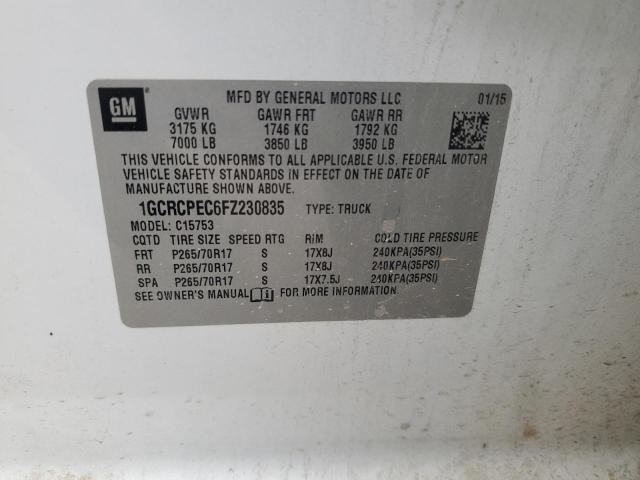 GM
MFD BY GENERAL MOTORS LLC 01/15
GVWR GAWR FRT GAWR RR
3175 KG 1746 KG 1792 KG
7000 LB 3850 LB 3950 LB
THIS VEHICLE CONFORMS TO ALL APPLICABLE U.S. FEDERAL MOTOR
VEHICLE SAFETY STANDARDS IN EFFECT ON THE DATE OF
MANUFACTURE SHOWN ABOVE.
1GCRCPEC6FZ230835 TYPE: TRUCK
MODEL: C15753
CQTD TIRE SIZE SPEED RTG RIM COLD TIRE PRESSURE
FRT P265/70R17 S 17X8J 240KPA(35PSI)
RR P265/70R17 S 17X8J 240KPA(35PSI)
SPA P265/70R17 S 17X7.5J 240KPA(35PSI)
SEE OWNER'S MANUAL FOR MORE INFORMATION.